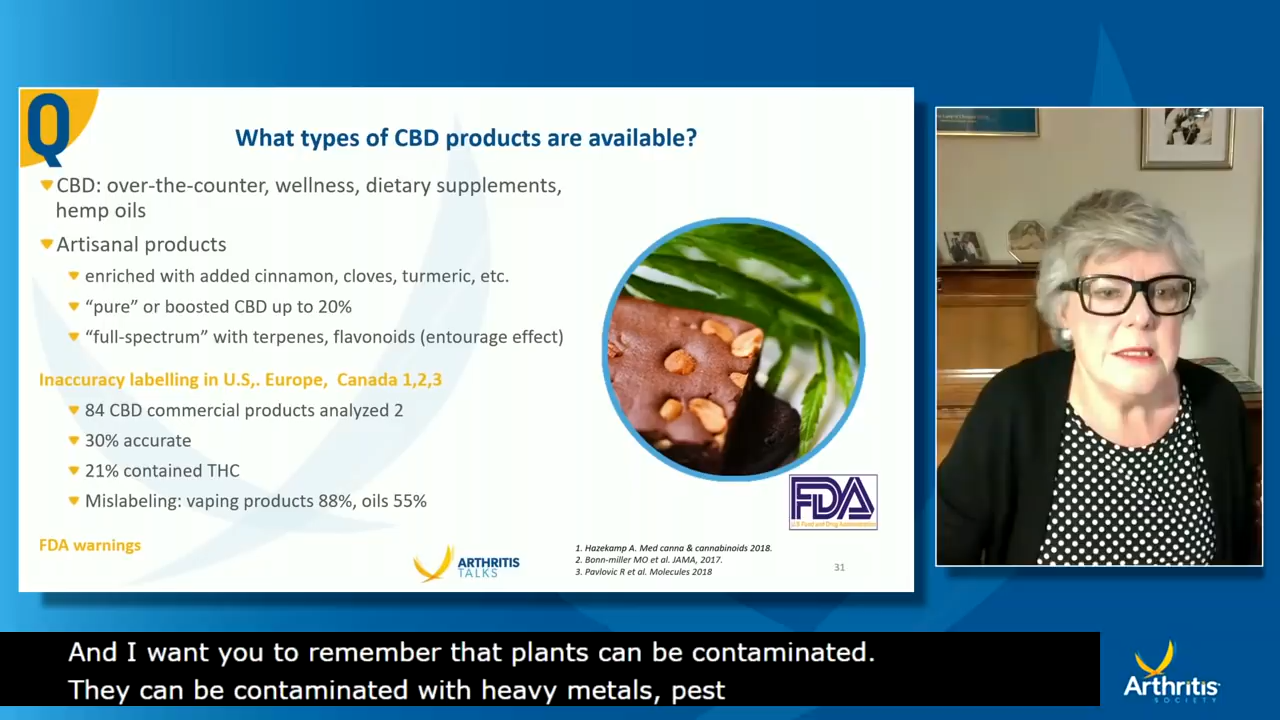 Q
What types of CBD products are available?
CBD: over-the-counter, wellness, dietary supplements,
hemp oils
Artisanal products
enriched with added cinnamon, cloves, turmeric, etc.
“pure” or boosted CBD up to 20%
“full-spectrum” with terpenes, flavonoids (entourage effect)
Inaccuracy labelling in U.S,. Europe, Canada 1,2,3
84 CBD commercial products analyzed 2
30% accurate
21% contained THC
Mislabeling: vaping products 88%, oils 55%
FDA warnings
FDA
U.S Food and Drug Administration
ARTHRITIS
TALKS
1. Hazekamp A. Med canna & cannabinoids 2018.
2. Bonn-miller MO et al. JAMA, 2017.
3. Pavlovic R et al. Molecules 2018
31
And I want you to remember that plants can be contaminated.
They can be contaminated with heavy metals, pest
Arthritis
SOCIETY